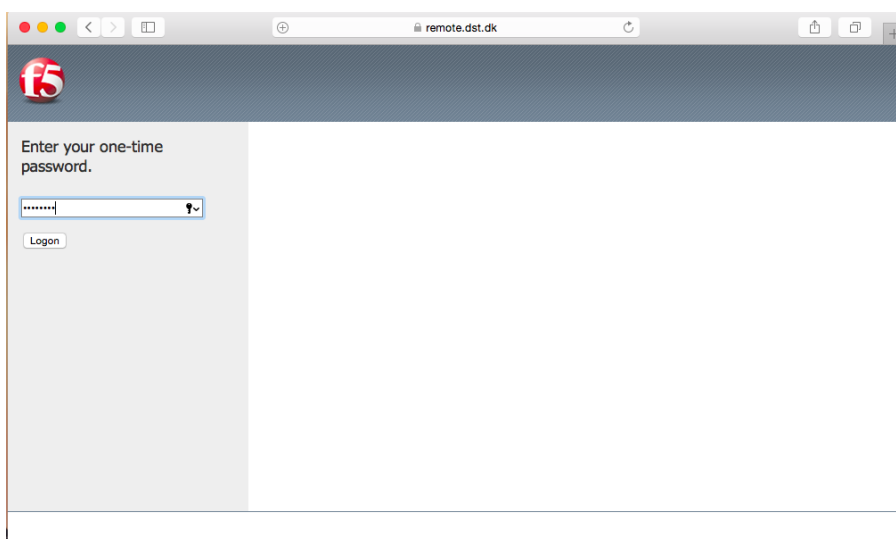 remote.dst.dk
f5
Enter your one-time
password.
••••••••
Logon